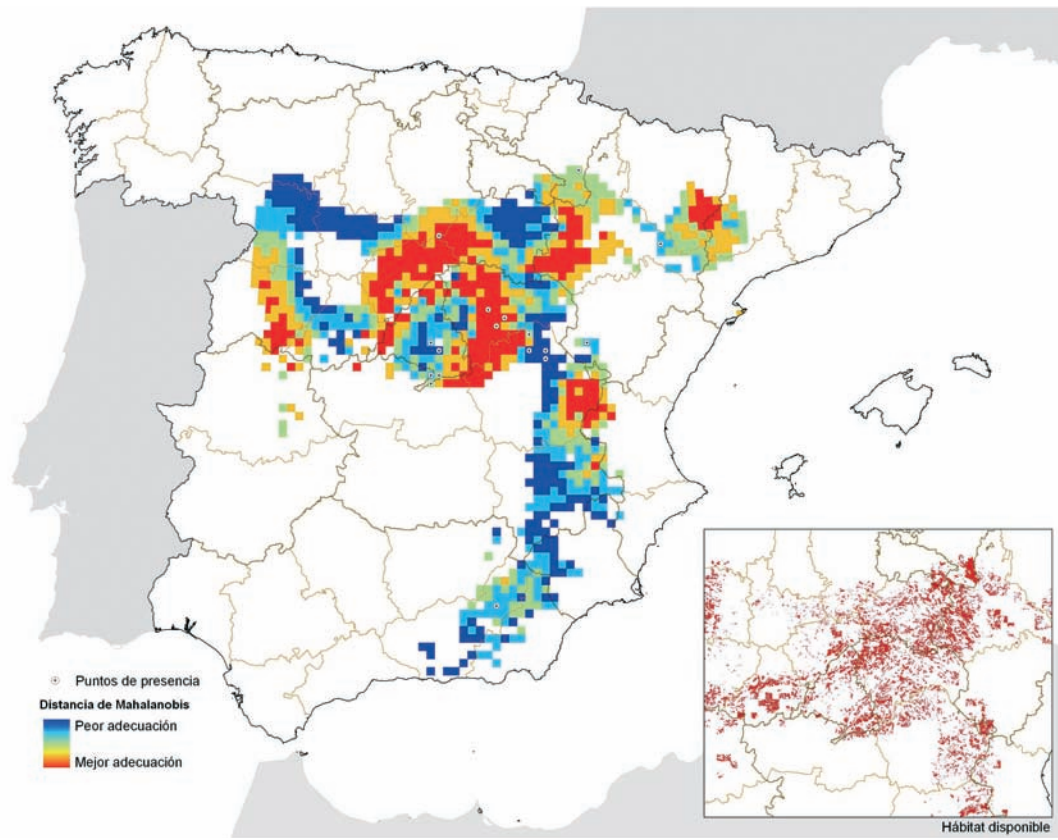 Puntos de presencia
Distancia de Mahalanobis
Peor adecuación
Mejor adecuación
Hábitat disponible